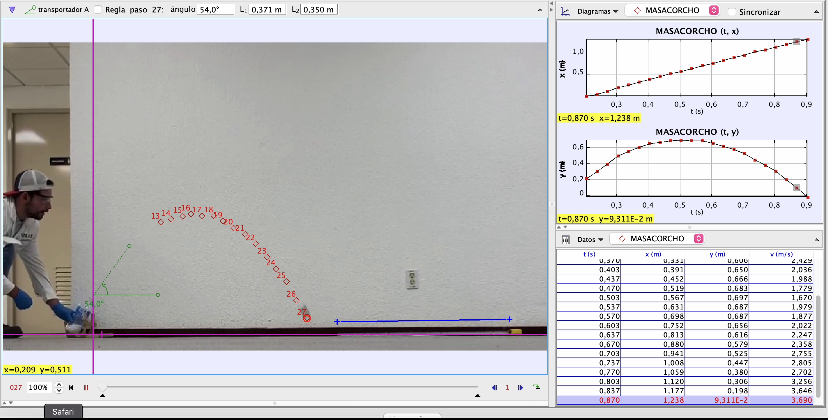 transportador A Regla paso 27: ángulo 54,0° L₁ 0,371 m L₂ 0,350 m
13 14 15 16 17 18 19 20 21 22 23 24 25 26
54,0°
x=0,209 y=0,511
027 100% 1
Safari
Diagramas MASACORCHO Sincronizar
MASACORCHO (t, x)
x (m)
1,0
0,5
0,3 0,4 0,5 0,6 0,7 0,8 0,9
t (s)
t=0,870 s x=1,238 m
MASACORCHO (t, y)
y (m)
0,6
0,4
0,2
0
0,3 0,4 0,5 0,6 0,7 0,8 0,9
t (s)
t=0,870 s y=9,311E-2 m
Datos MASACORCHO
t (s) x (m) y (m) v (m/s)
0,370 0,331 0,606 2,429
0,403 0,391 0,650 2,036
0,437 0,452 0,666 1,988
0,470 0,519 0,683 1,779
0,503 0,567 0,697 1,670
0,537 0,631 0,687 1,979
0,570 0,698 0,687 1,877
0,603 0,752 0,656 2,022
0,637 0,813 0,616 2,247
0,670 0,880 0,579 2,358
0,703 0,941 0,525 2,755
0,737 1,008 0,447 2,805
0,770 1,059 0,380 2,702
0,803 1,120 0,306 3,256
0,837 1,177 0,198 3,646
0,870 1,238 9,311E-2 3,690